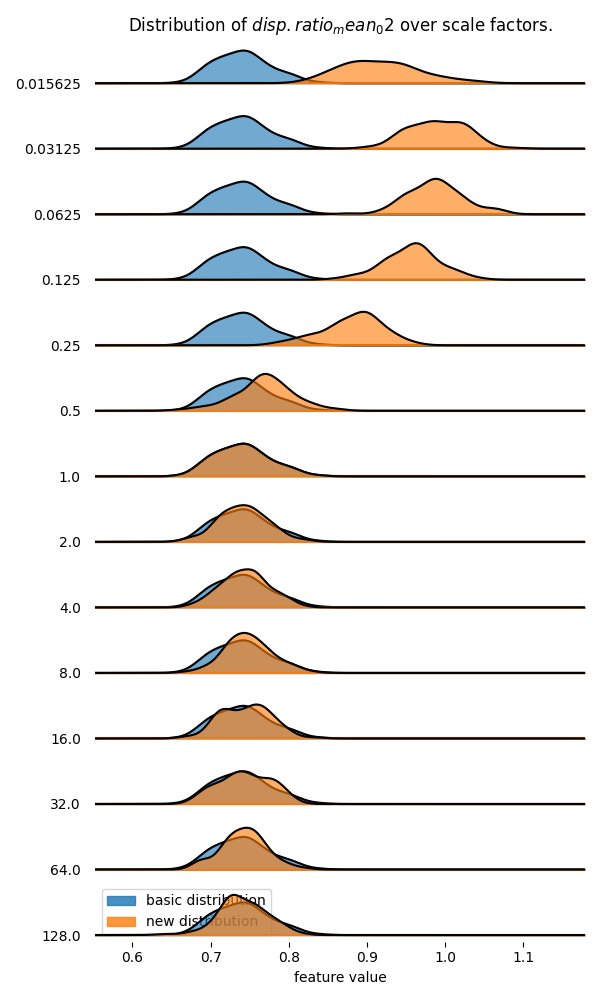 Distribution of disp.ratio_mean_02 over scale factors.
0.015625
0.03125
0.0625
0.125
0.25
0.5
1.0
2.0
4.0
8.0
16.0
32.0
64.0
basic distribution
new distribution
128.0
0.6 0.7 0.8 0.9 1.0 1.1
feature value